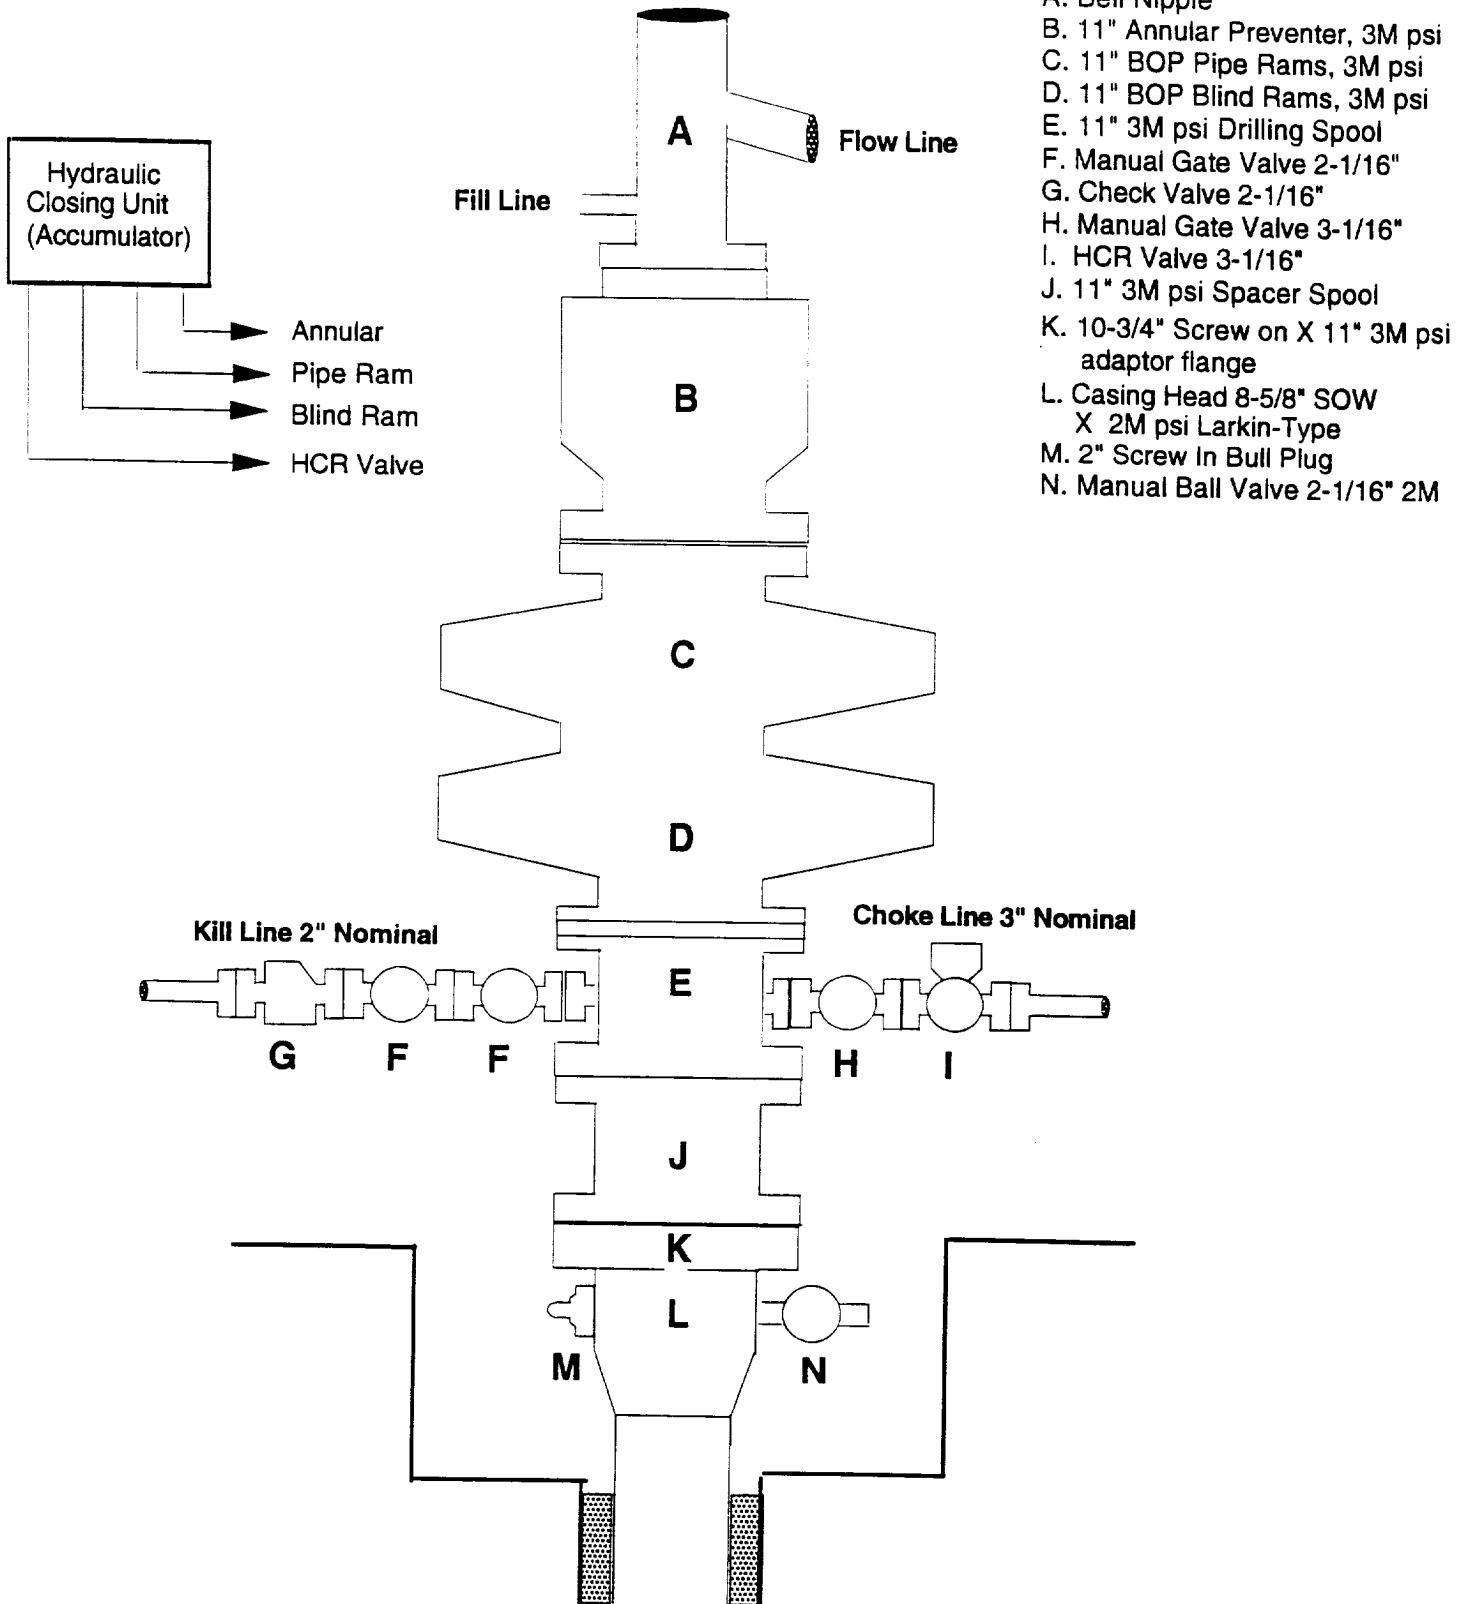 A. Bell Nipple
B. 11" Annular Preventer, 3M psi
C. 11" BOP Pipe Rams, 3M psi
D. 11" BOP Blind Rams, 3M psi
E. 11" 3M psi Drilling Spool
F. Manual Gate Valve 2-1/16"
G. Check Valve 2-1/16"
H. Manual Gate Valve 3-1/16"
I. HCR Valve 3-1/16"
J. 11" 3M psi Spacer Spool
K. 10-3/4" Screw on X 11" 3M psi
adaptor flange
L. Casing Head 8-5/8" SOW
X 2M psi Larkin-Type
M. 2" Screw In Bull Plug
N. Manual Ball Valve 2-1/16" 2M
Hydraulic
Closing Unit
(Accumulator)
Annular
Pipe Ram
Blind Ram
HCR Valve
A
Flow Line
Fill Line
B
C
D
Kill Line 2" Nominal
Choke Line 3" Nominal
E
G
F
F
H
I
J
K
L
M
N